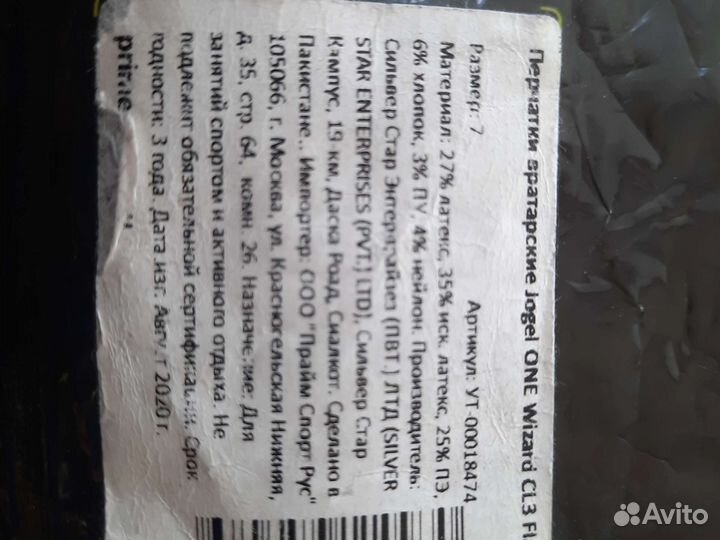 Перчатки вратарские Jogel ONE Wizard CL3 Fl
Размер: 7 Артикул: УТ-00018474
Материал: 27% латекс, 35% иск. латекс, 25% ПЭ,
6% хлопок, 3% ПУ, 4% нейлон. Производитель:
Сильвер Стар Энтерпрайзез (ПВТ.) ЛТД (SILVER
STAR ENTERPRISES (PVT.) LTD), Сильвер Стар
Кампус, 19-км, Даска Роад, Сиалкот. Сделано в
Пакистане.. Импортер: ООО "Прайм Спорт Рус"
105066, г. Москва, ул. Красносельская Нижняя,
д. 35, стр. 64, комн. 26. Назначение: Для
занятий спортом и активного отдыха. Не
подлежит обязательной сертификации. Срок
годности: 3 года. Дата изг. Август 2020 г.
prime
Avito